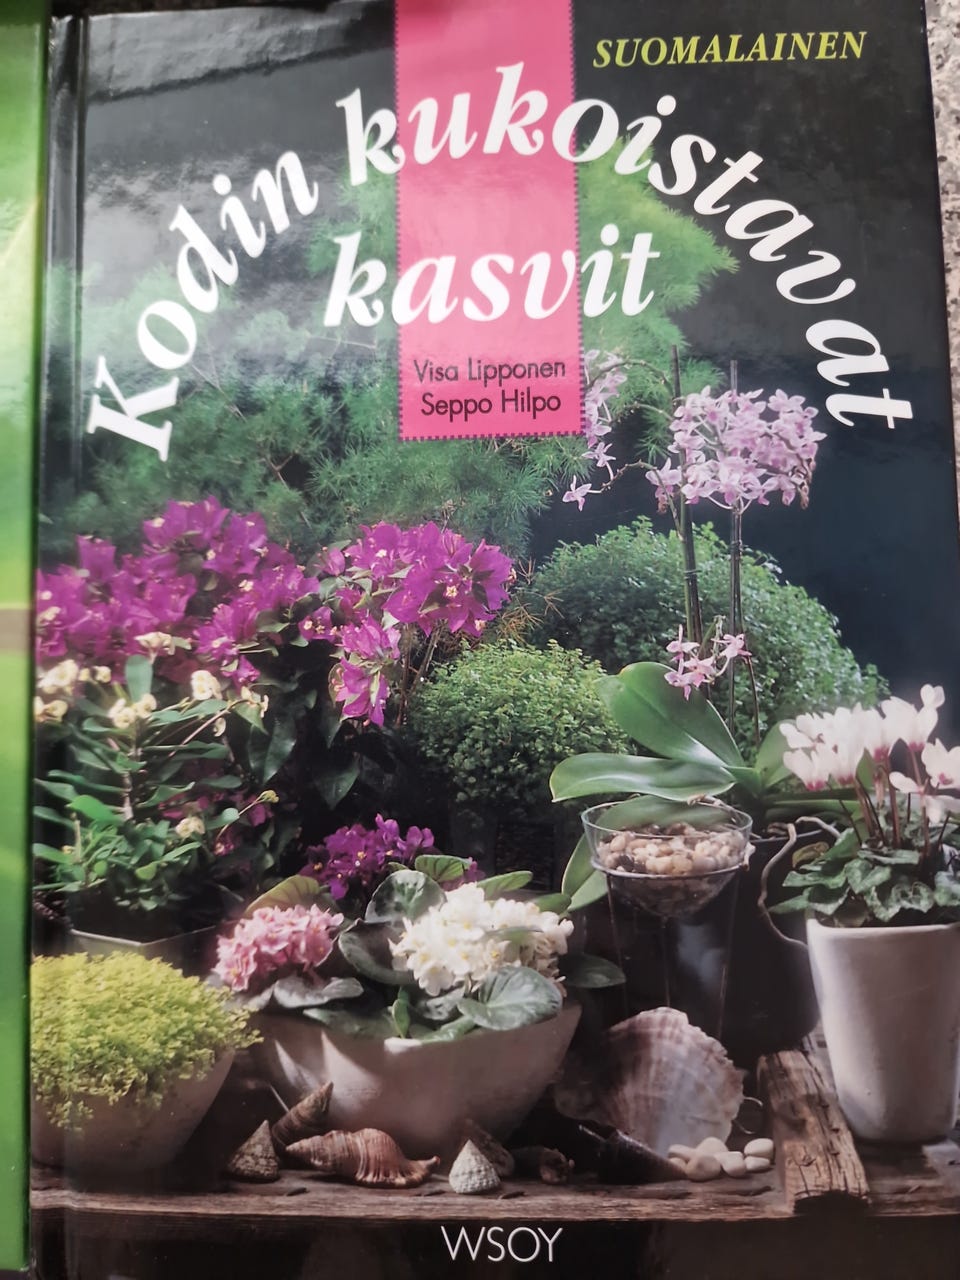 SUOMALAINEN
Kodin kukoistavat
kasvit
Visa Lipponen
Seppo Hilpo
WSOY